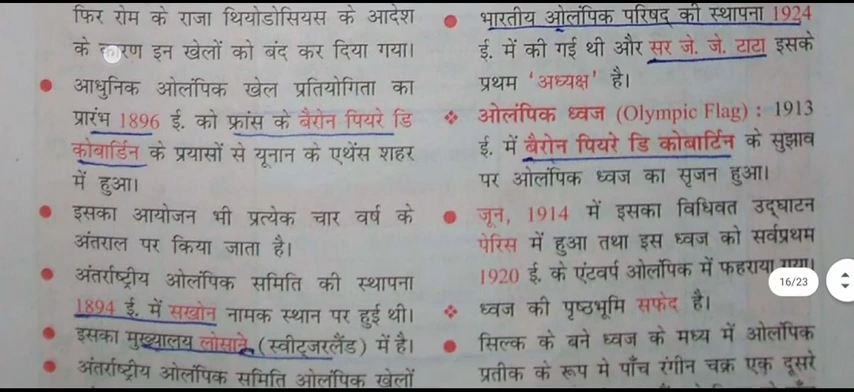 फिर रोम के राजा थियोडोसियस के आदेश
के कारण इन खेलों को बंद कर दिया गया।
आधुनिक ओलंपिक खेल प्रतियोगिता का
प्रारंभ 1896 ई. को फ्रांस के बैरोन पियरे डि
कोबार्डिन के प्रयासों से यूनान के एथेंस शहर
में हुआ।
इसका आयोजन भी प्रत्येक चार वर्ष के
अंतराल पर किया जाता है।
अंतर्राष्ट्रीय ओलंपिक समिति की स्थापना
1894 ई. में सखोन नामक स्थान पर हुई थी।
इसका मुख्यालय लोसाने (स्वीट्जरलैंड) में है।
अंतर्राष्ट्रीय ओलंपिक समिति ओलंपिक खेलों
भारतीय ओलंपिक परिषद् की स्थापना 1924
ई. में की गई थी और सर जे. जे. टाटा इसके
प्रथम 'अध्यक्ष' है।
ओलंपिक ध्वज (Olympic Flag) : 1913
ई. में बैरोन पियरे डि कोबार्टिन के सुझाव
पर ओलंपिक ध्वज का सृजन हुआ।
जून, 1914 में इसका विधिवत उद्घाटन
पेरिस में हुआ तथा इस ध्वज को सर्वप्रथम
1920 ई. के एंटवर्प ओलंपिक में फहराया गया।
16/23
ध्वज की पृष्ठभूमि सफेद है।
सिल्क के बने ध्वज के मध्य में ओलंपिक
प्रतीक के रूप मे पाँच रंगीन चक्र एक दूसरे